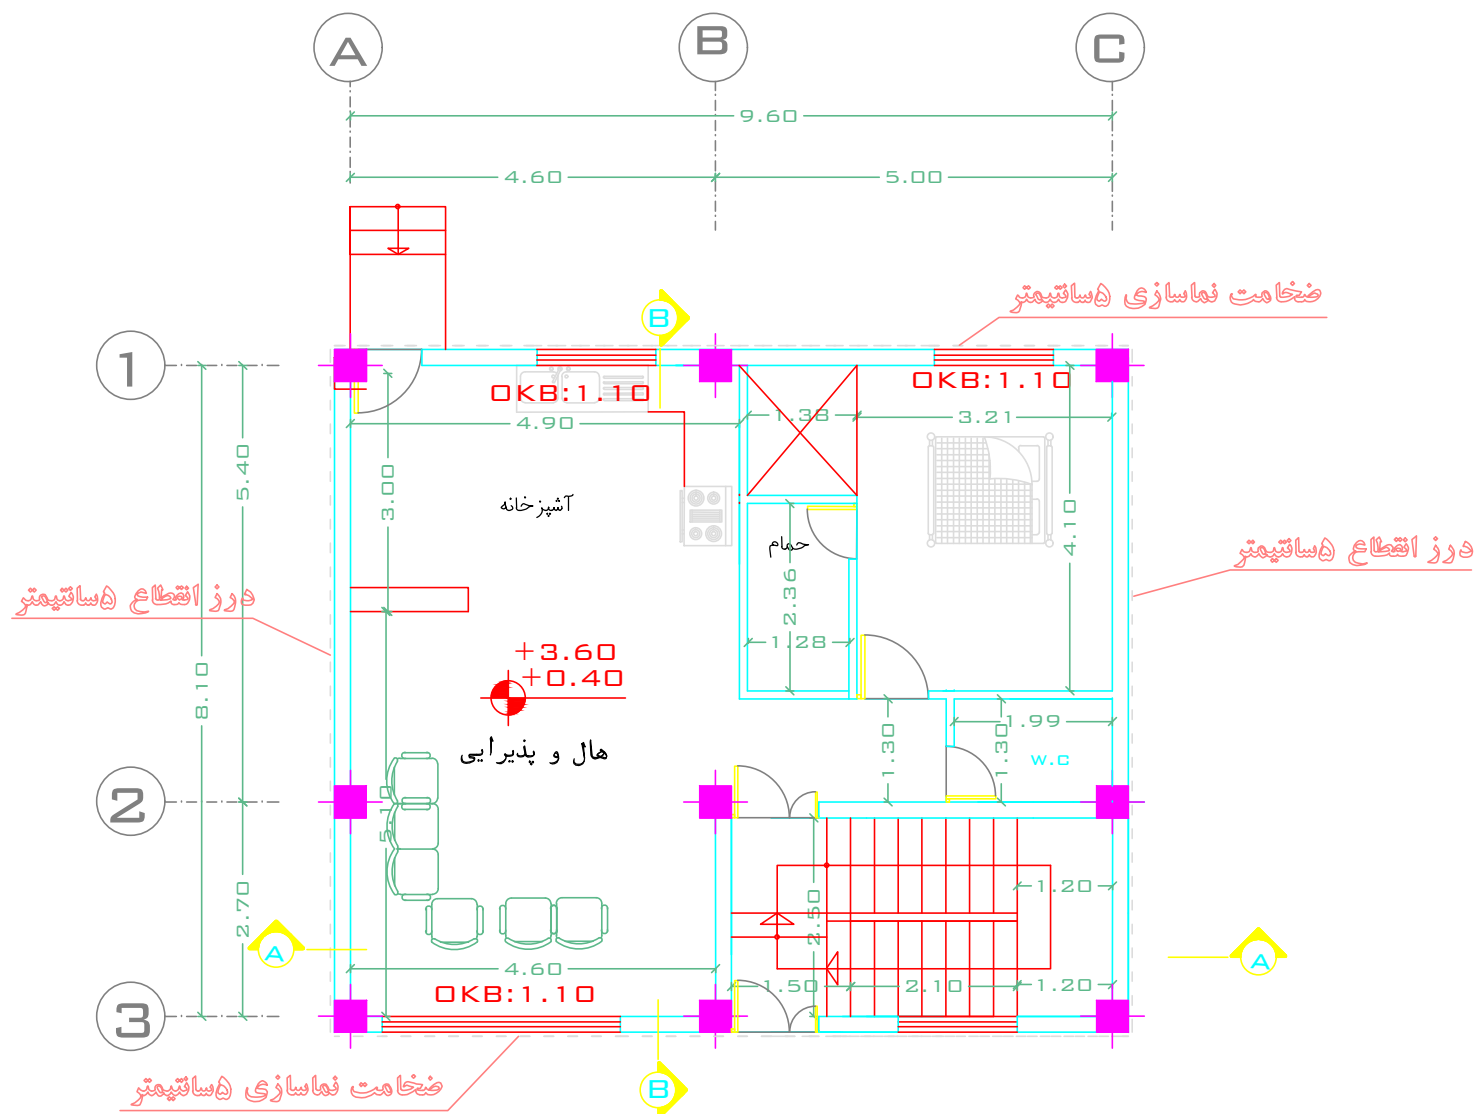 A
B
C
9.60
4.60
5.00
ضخامت نماسازی ۵سانتیمتر
B
1
OKB:1.10
OKB:1.10
1.38
3.21
4.90
5.40
3.00
آشپزخانه
4.10
حمام
درز انقطاع ۵سانتیمتر
درز انقطاع ۵سانتیمتر
2.36
1.28
+3.60
+0.40
8.10
1.99
1.30
1.30
هال و پذیرایی
W.C
2
5.10
2.70
1.20
2.50
A
A
4.60
1.50
2.10
1.20
OKB:1.10
3
ضخامت نماسازی ۵سانتیمتر
B